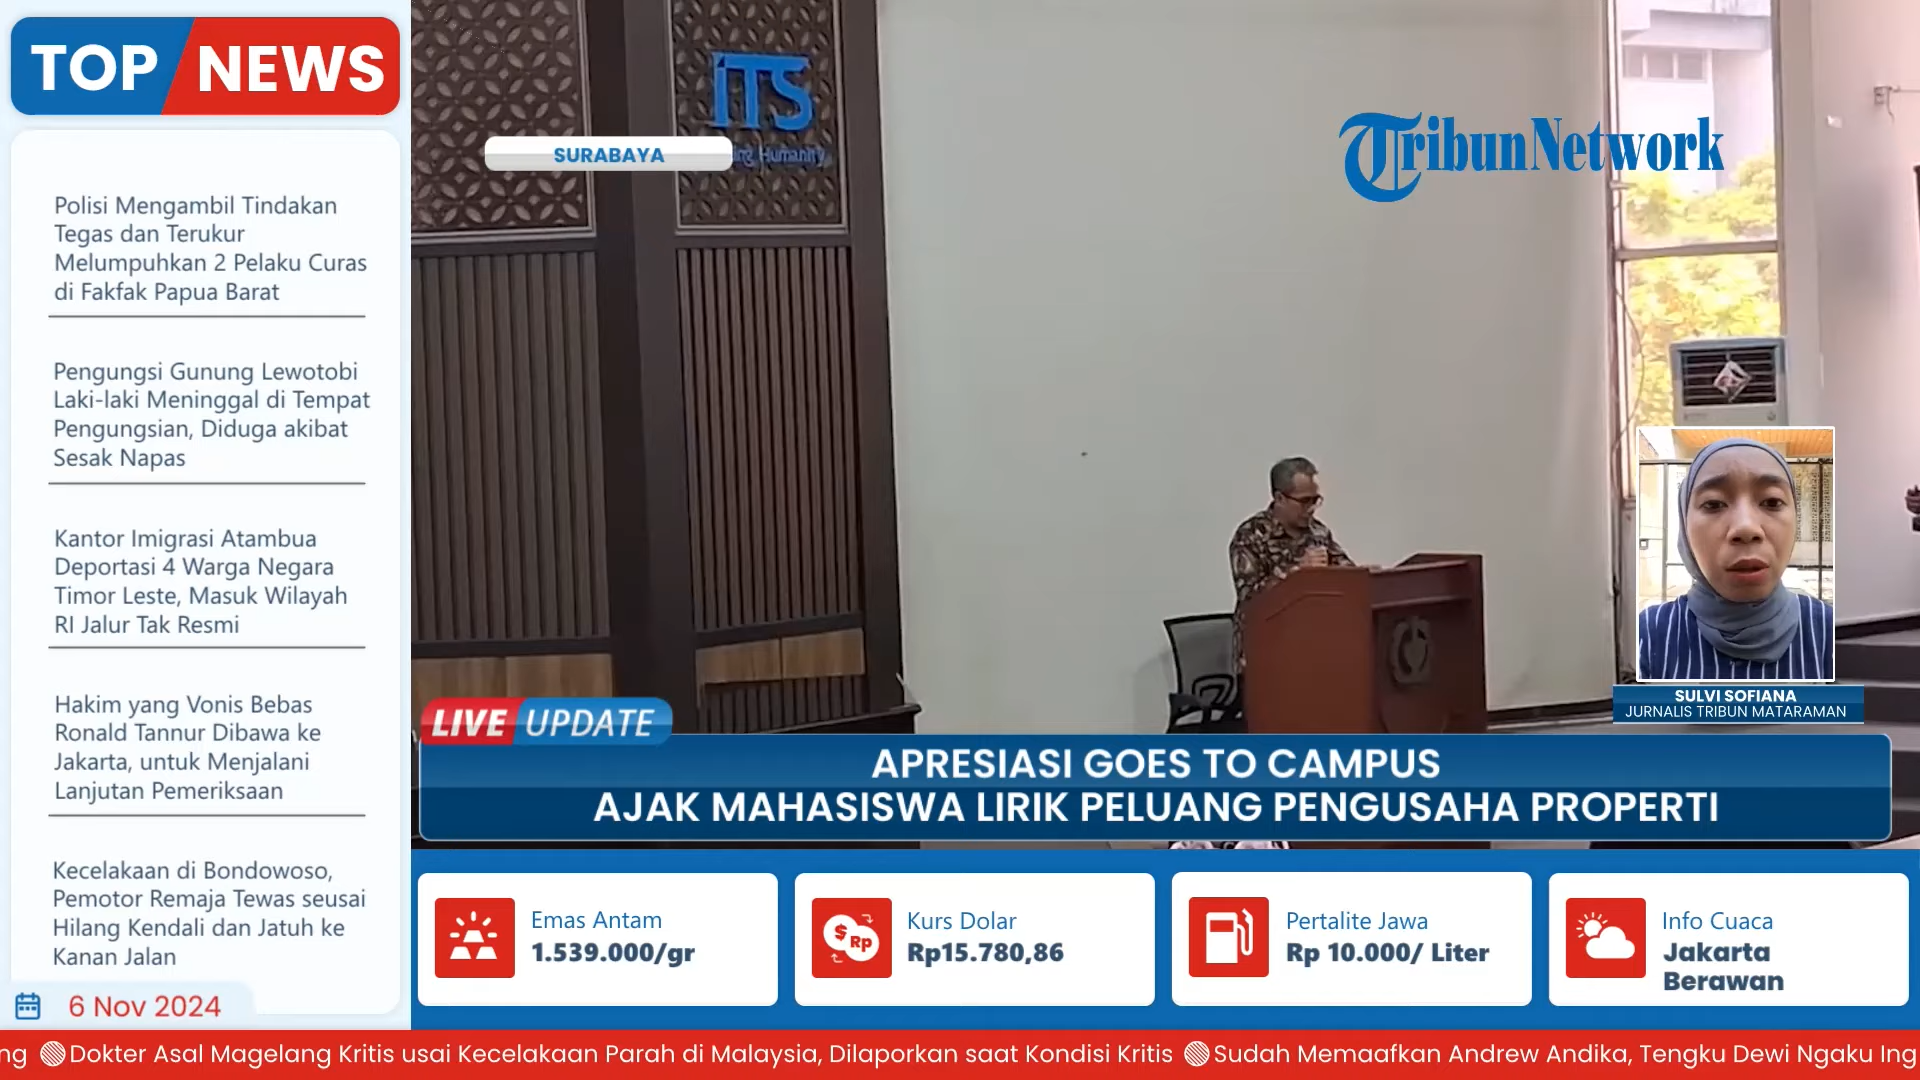 TOP NEWS
Polisi Mengambil Tindakan
Tegas dan Terukur
Melumpuhkan 2 Pelaku Curas
di Fakfak Papua Barat
Pengungsi Gunung Lewotobi
Laki-laki Meninggal di Tempat
Pengungsian, Diduga akibat
Sesak Napas
Kantor Imigrasi Atambua
Deportasi 4 Warga Negara
Timor Leste, Masuk Wilayah
RI Jalur Tak Resmi
Hakim yang Vonis Bebas
Ronald Tannur Dibawa ke
Jakarta, untuk Menjalani
Lanjutan Pemeriksaan
Kecelakaan di Bondowoso,
Pemotor Remaja Tewas seusai
Hilang Kendali dan Jatuh ke
Kanan Jalan
6 Nov 2024
ITS
ing Humanity
SURABAYA
TribunNetwork
SULVI SOFIANA
JURNALIS TRIBUN MATARAMAN
LIVE UPDATE
APRESIASI GOES TO CAMPUS
AJAK MAHASISWA LIRIK PELUANG PENGUSAHA PROPERTI
Emas Antam
1.539.000/gr
$ Rp
Kurs Dolar
Rp15.780,86
Pertalite Jawa
Rp 10.000/ Liter
Info Cuaca
Jakarta
Berawan
ng Dokter Asal Magelang Kritis usai Kecelakaan Parah di Malaysia, Dilaporkan saat Kondisi Kritis Sudah Memaafkan Andrew Andika, Tengku Dewi Ngaku Ing